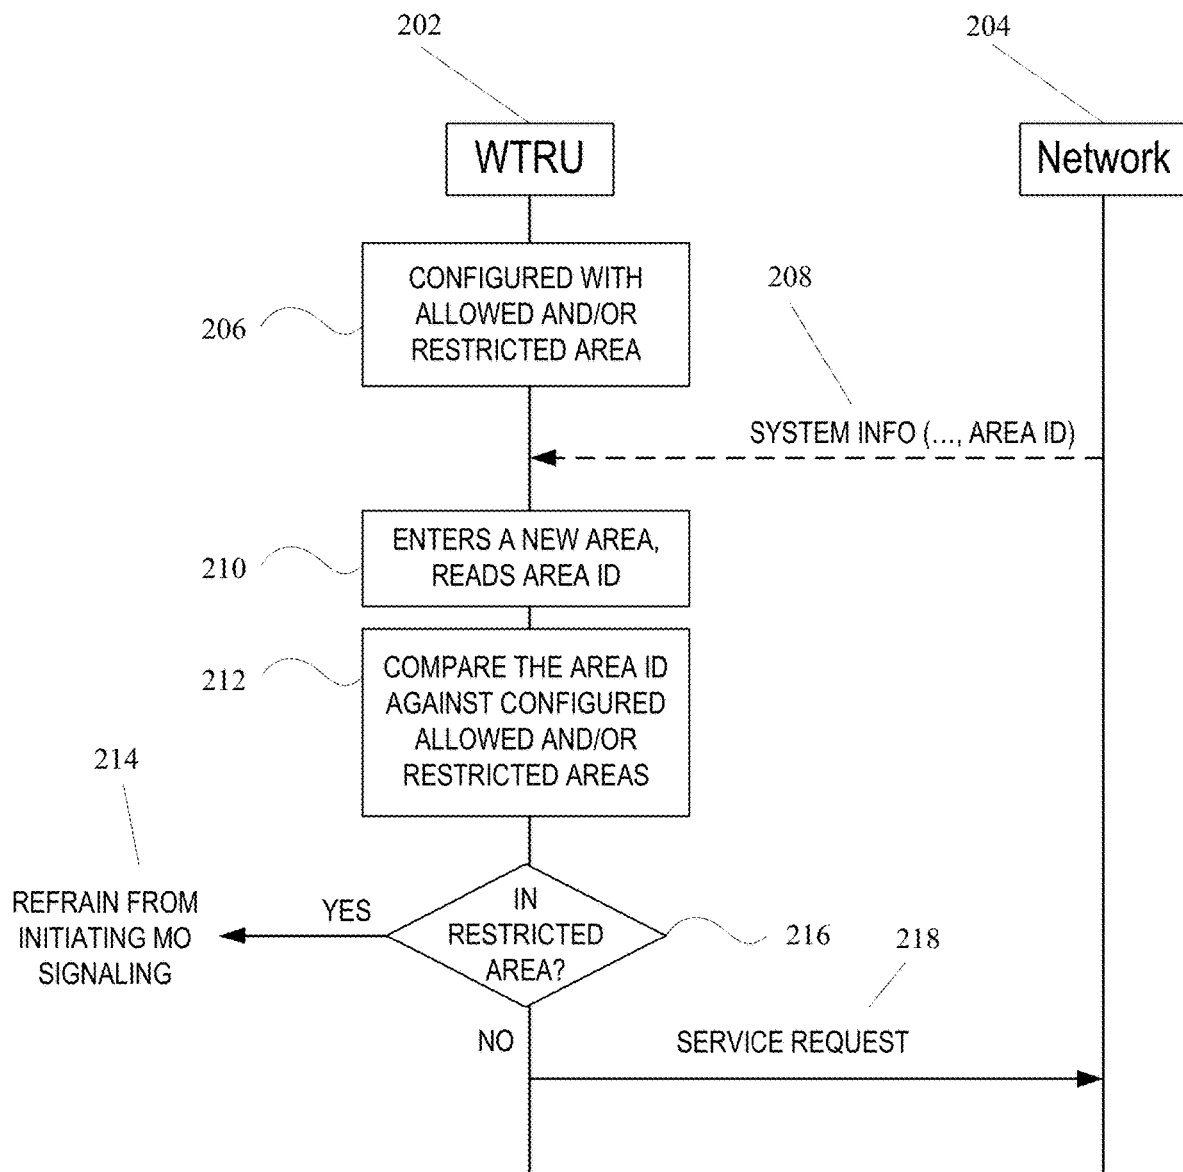 202
204
WTRU
Network
CONFIGURED WITH
ALLOWED AND/OR
RESTRICTED AREA
206
208
SYSTEM INFO (..., AREA ID)
ENTERS A NEW AREA,
READS AREA ID
210
COMPARE THE AREA ID
AGAINST CONFIGURED
ALLOWED AND/OR
RESTRICTED AREAS
212
214
REFRAIN FROM
INITIATING MO
SIGNALING
YES
IN
RESTRICTED
AREA?
216
218
NO
SERVICE REQUEST